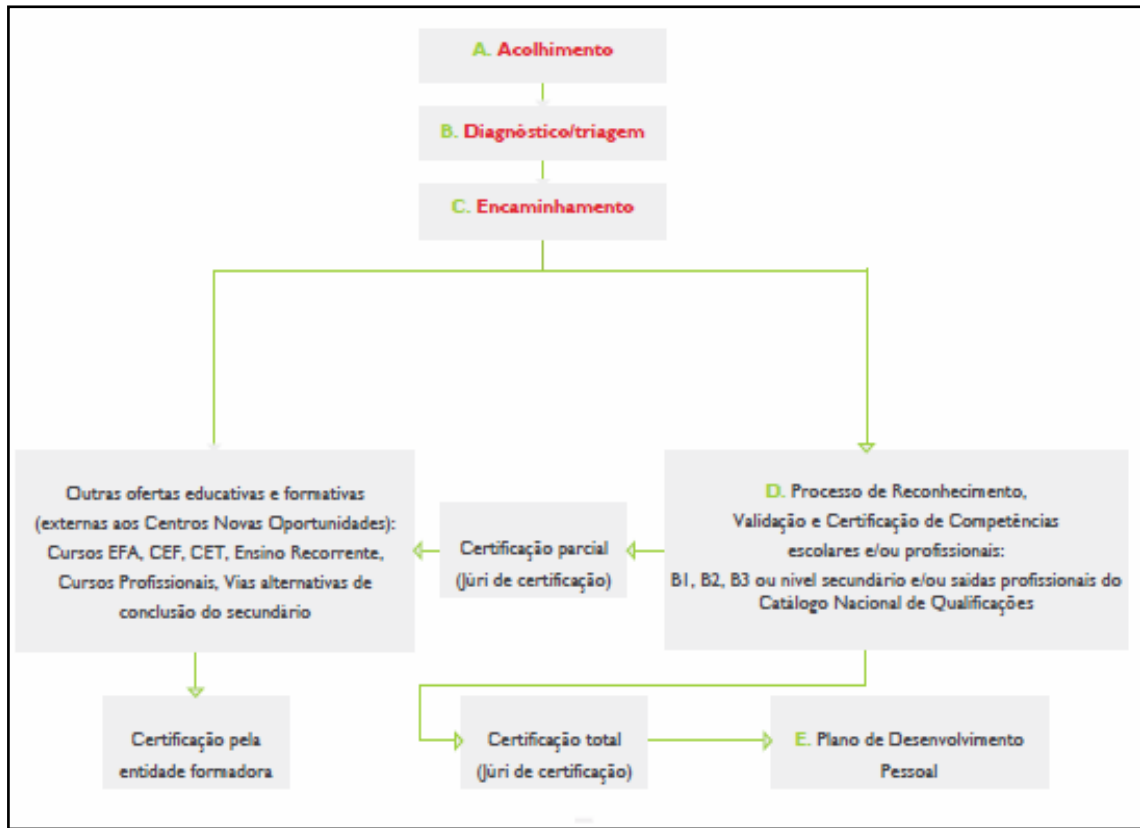 A. Acolhimento
B. Diagnóstico/triagem
C. Encaminhamento
Outras ofertas educativas e formativas
(externas aos Centros Novas Oportunidades):
Cursos EFA, CEF, CET, Ensino Recorrente,
Cursos Profissionais, Vias alternativas de
conclusão do secundário
Certificação parcial
(Júri de certificação)
D. Processo de Reconhecimento,
Validação e Certificação de Competências
escolares e/ou profissionais:
B1, B2, B3 ou nível secundário e/ou saídas profissionais do
Catálogo Nacional de Qualificações
Certificação pela
entidade formadora
Certificação total
(Júri de certificação)
E. Plano de Desenvolvimento
Pessoal